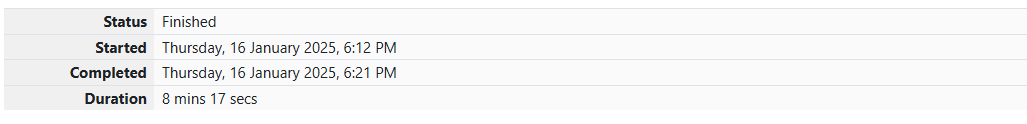 Status Finished
Started Thursday, 16 January 2025, 6:12 PM
Completed Thursday, 16 January 2025, 6:21 PM
Duration 8 mins 17 secs